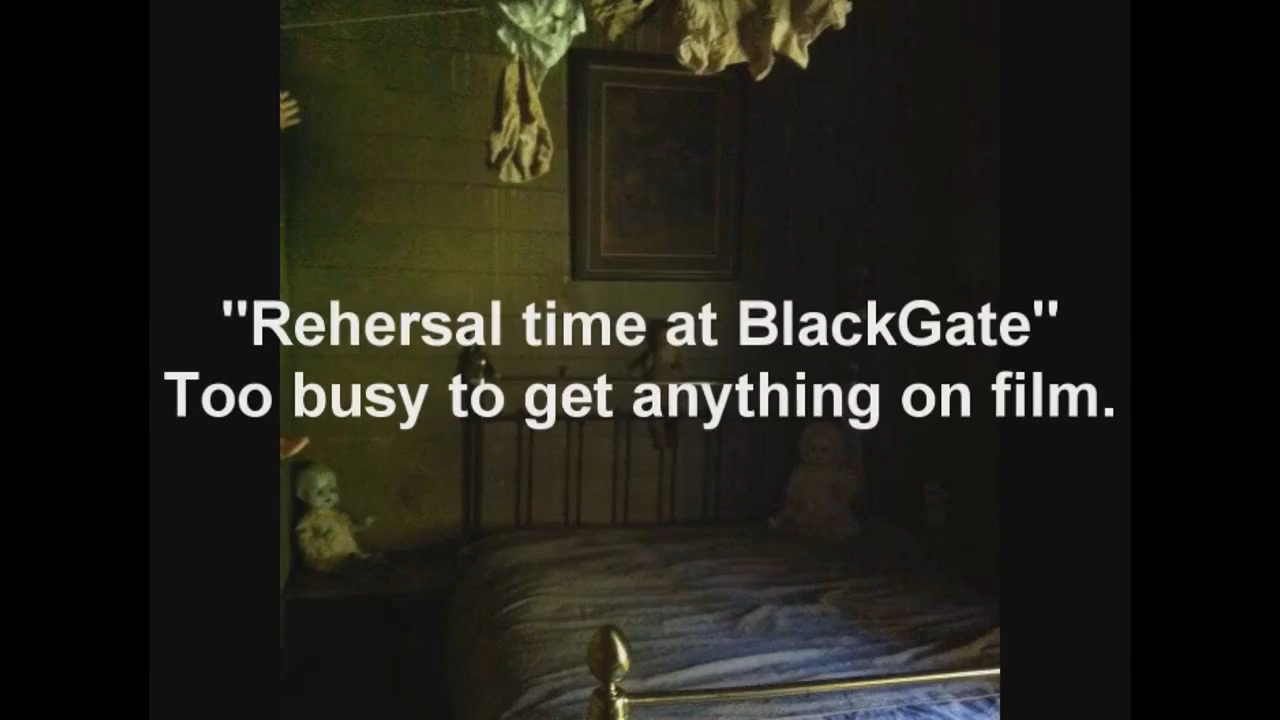 "Rehersal time at BlackGate"
Too busy to get anything on film.